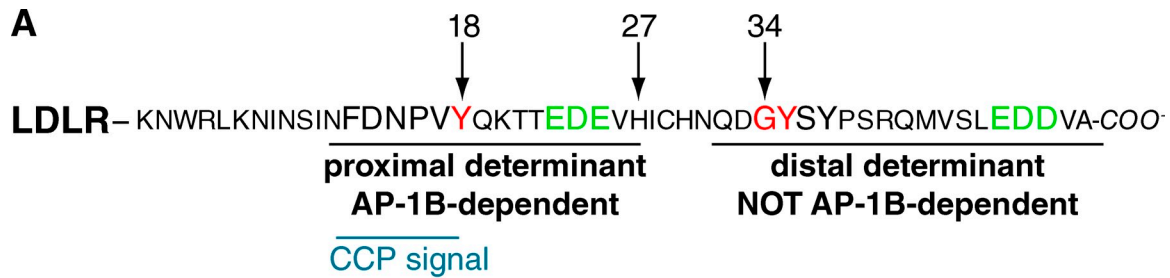 A
18 27 34
LDLR–KNWRLKNINSINFDNPVYQKTTEDEVHICHNQDGYSYPSRQMVSLEDDVA-COO-
proximal determinant distal determinant
AP-1B-dependent NOT AP-1B-dependent
CCP signal